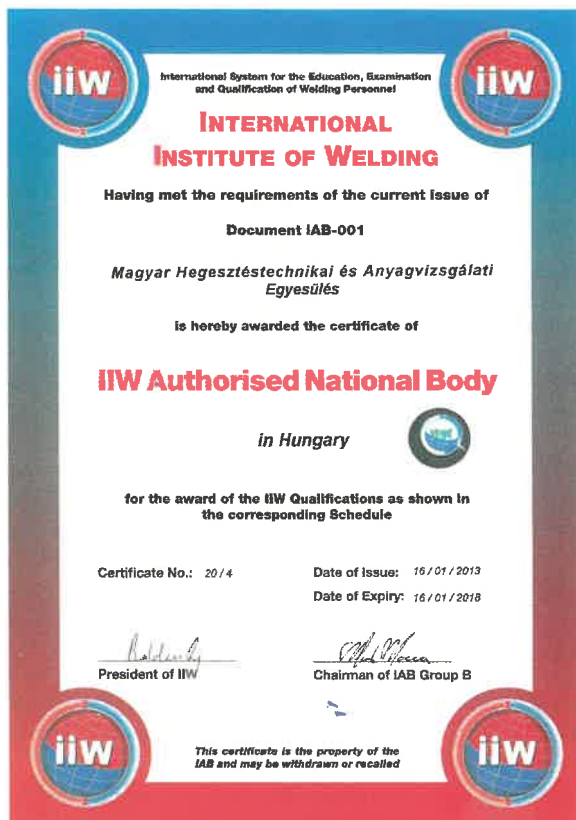 iiw
iiw
International System for the Education, Examination
and Qualification of Welding Personnel
INTERNATIONAL
INSTITUTE OF WELDING
Having met the requirements of the current issue of
Document IAB-001
Magyar Hegesztéstechnikai és Anyagvizsgálati
Egyesülés
is hereby awarded the certificate of
IIW Authorised National Body
in Hungary
for the award of the IIW Qualifications as shown in
the corresponding Schedule
Certificate No.: 20/4
Date of Issue: 16/01/2013
Date of Expiry: 16/01/2018
President of IIW
Chairman of IAB Group B
iiw
This certificate is the property of the
IAB and may be withdrawn or recalled
iiw